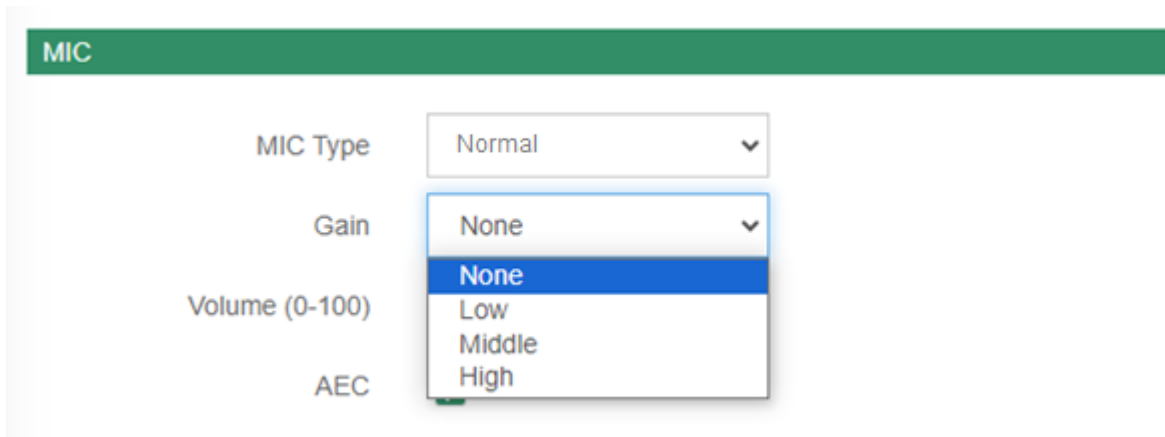 MIC
MIC Type Normal
Gain None
None
Volume (0-100) Low
Middle
AEC High